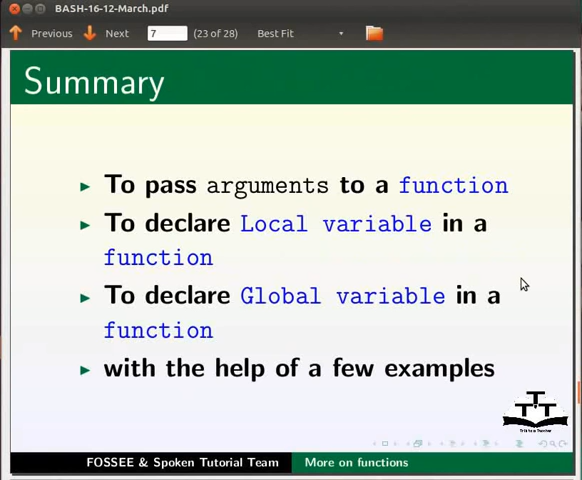 BASH-16-12-March.pdf
Previous Next 7 (23 of 28) Best Fit
Summary
To pass arguments to a function
To declare Local variable in a
function
To declare Global variable in a
function
with the help of a few examples
TTT
FOSSEE & Spoken Tutorial Team More on functions